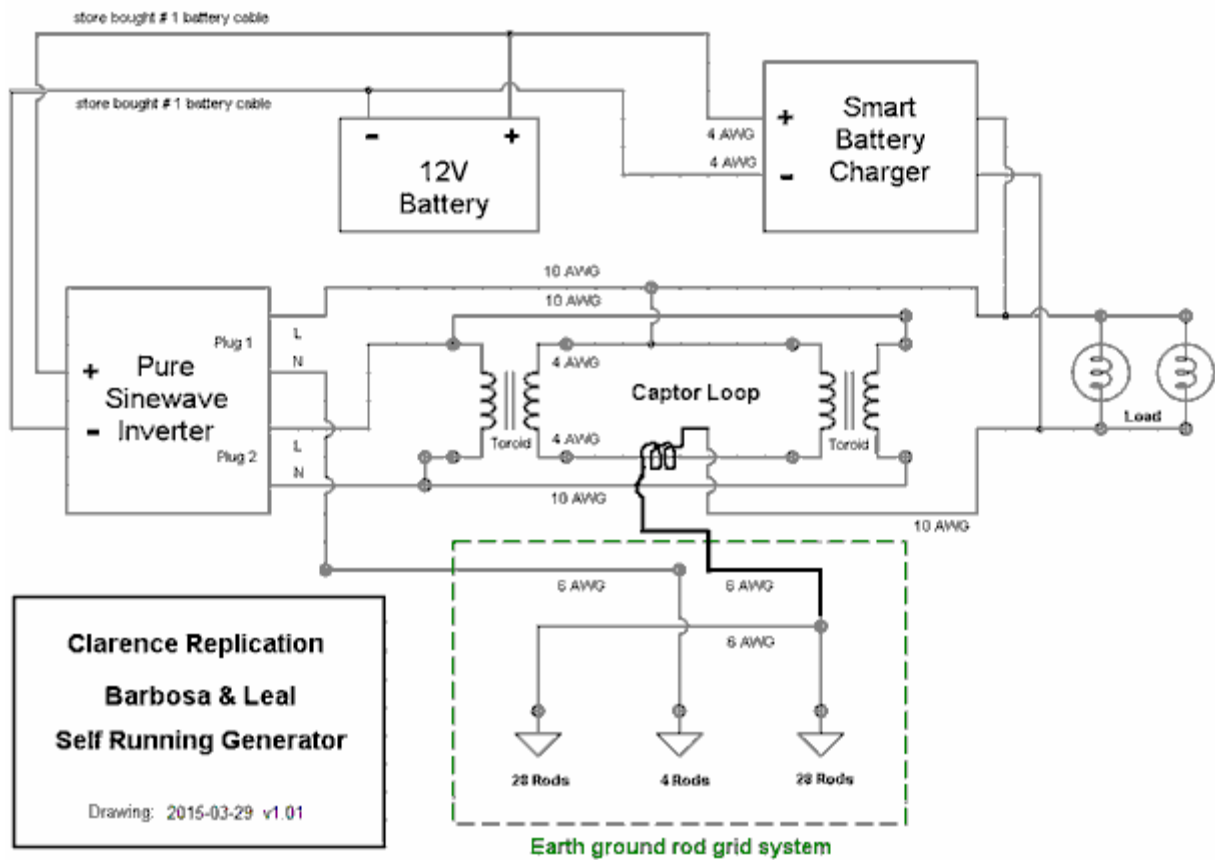 store bought # 1 battery cable
store bought # 1 battery cable
- +
12V
Battery
+
-
4 AWG
4 AWG
Smart
Battery
Charger
10 AWG
10 AWG
Plug 1
L
N
+
-
Pure
Sinewave
Inverter
L
Plug 2
N
4 AWG
Captor Loop
4 AWG
Toroid
Toroid
Load
10 AWG
10 AWG
6 AWG
6 AWG
6 AWG
28 Rods
4 Rods
28 Rods
Earth ground rod grid system
Clarence Replication
Barbosa & Leal
Self Running Generator
Drawing: 2015-03-29 v1.01